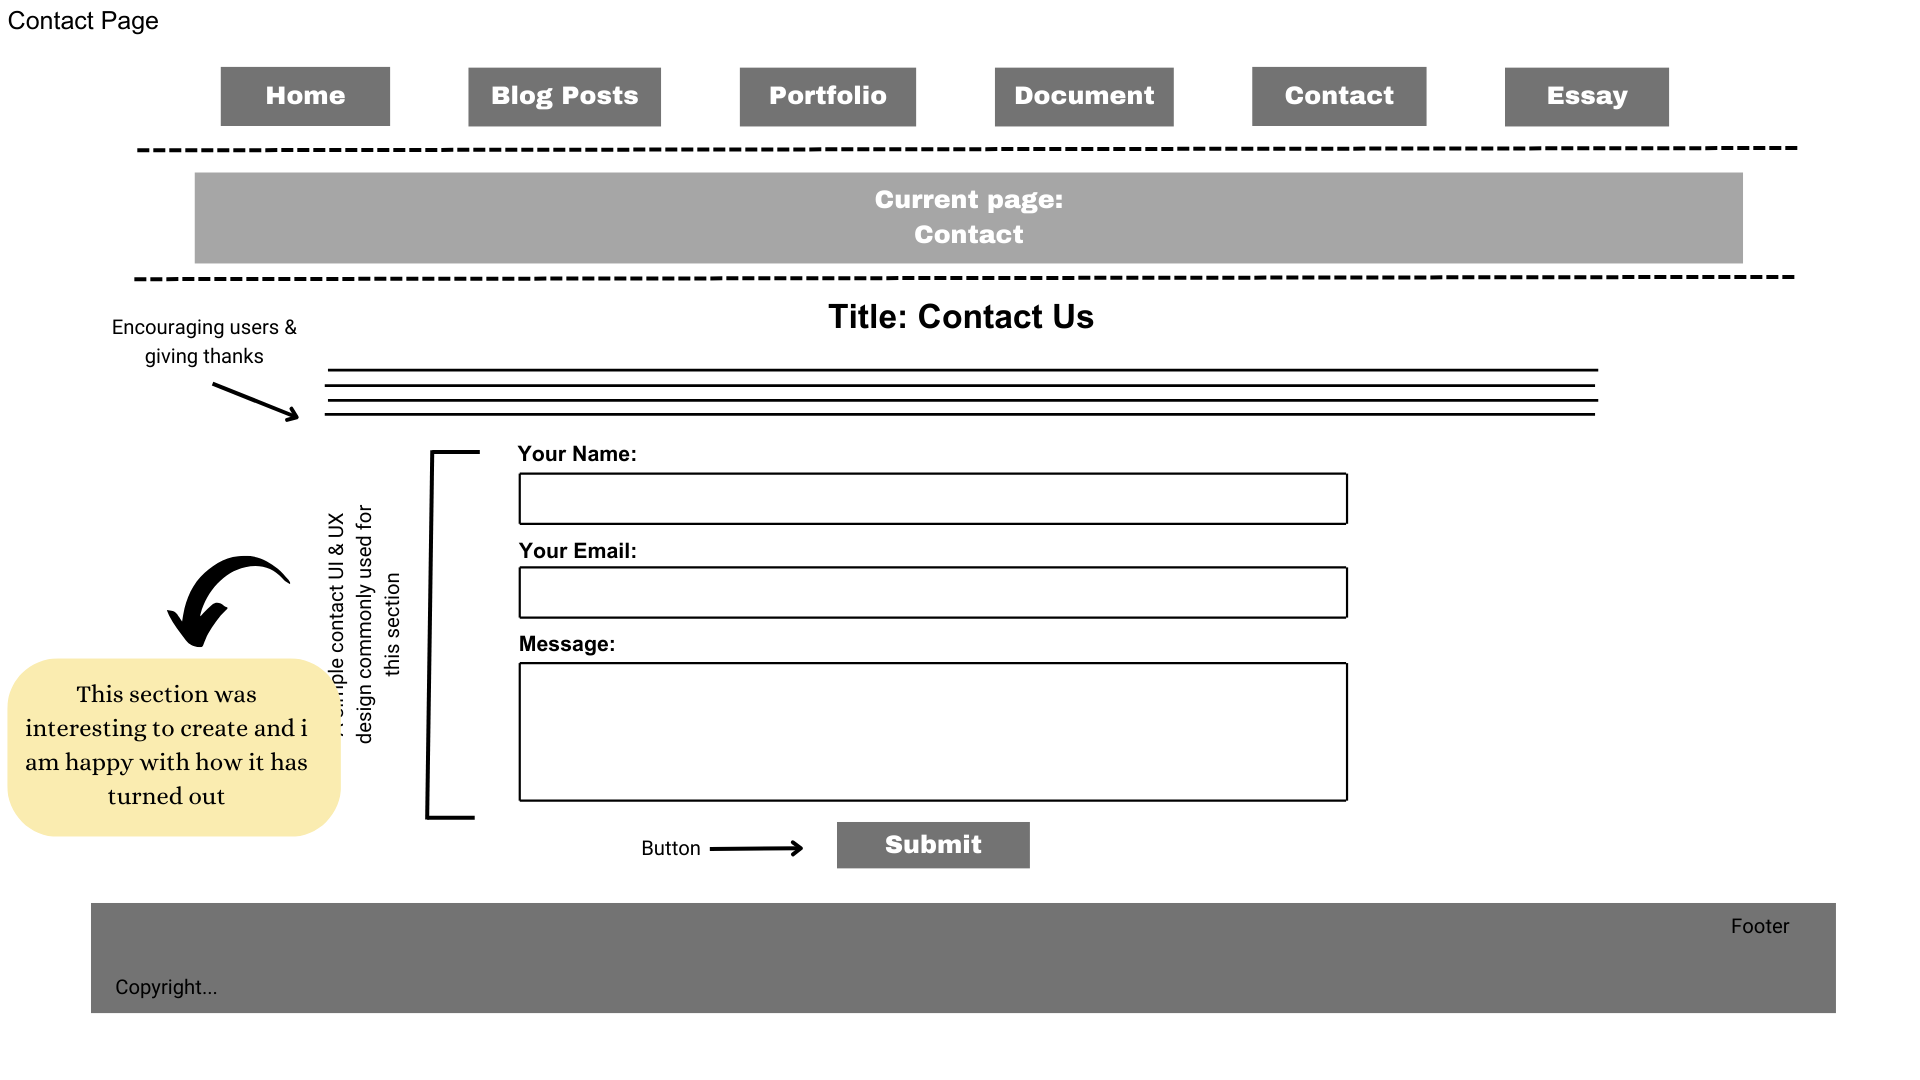 Contact Page
Home
Blog Posts
Portfolio
Document
Contact
Essay
Current page:
Contact
Title: Contact Us
Encouraging users &
giving thanks
Your Name:
Your Email:
Message:
contact UI & UX
design commonly used for
this section
This section was
interesting to create and i
am happy with how it has
turned out
Button
Submit
Footer
Copyright...